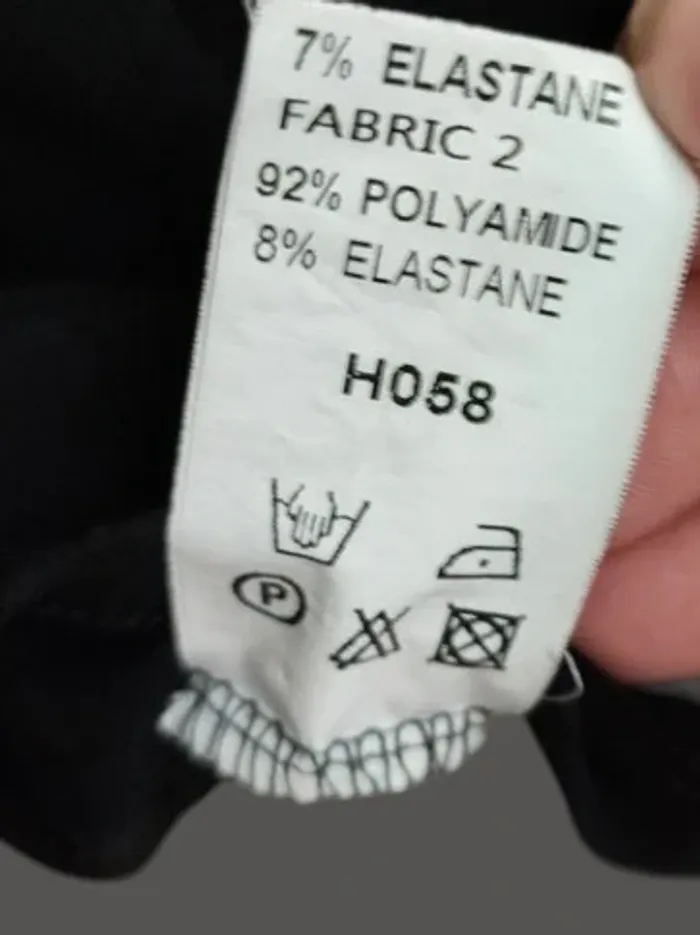 7% ELASTANE
FABRIC 2
92% POLYAMIDE
8% ELASTANE
H058
P